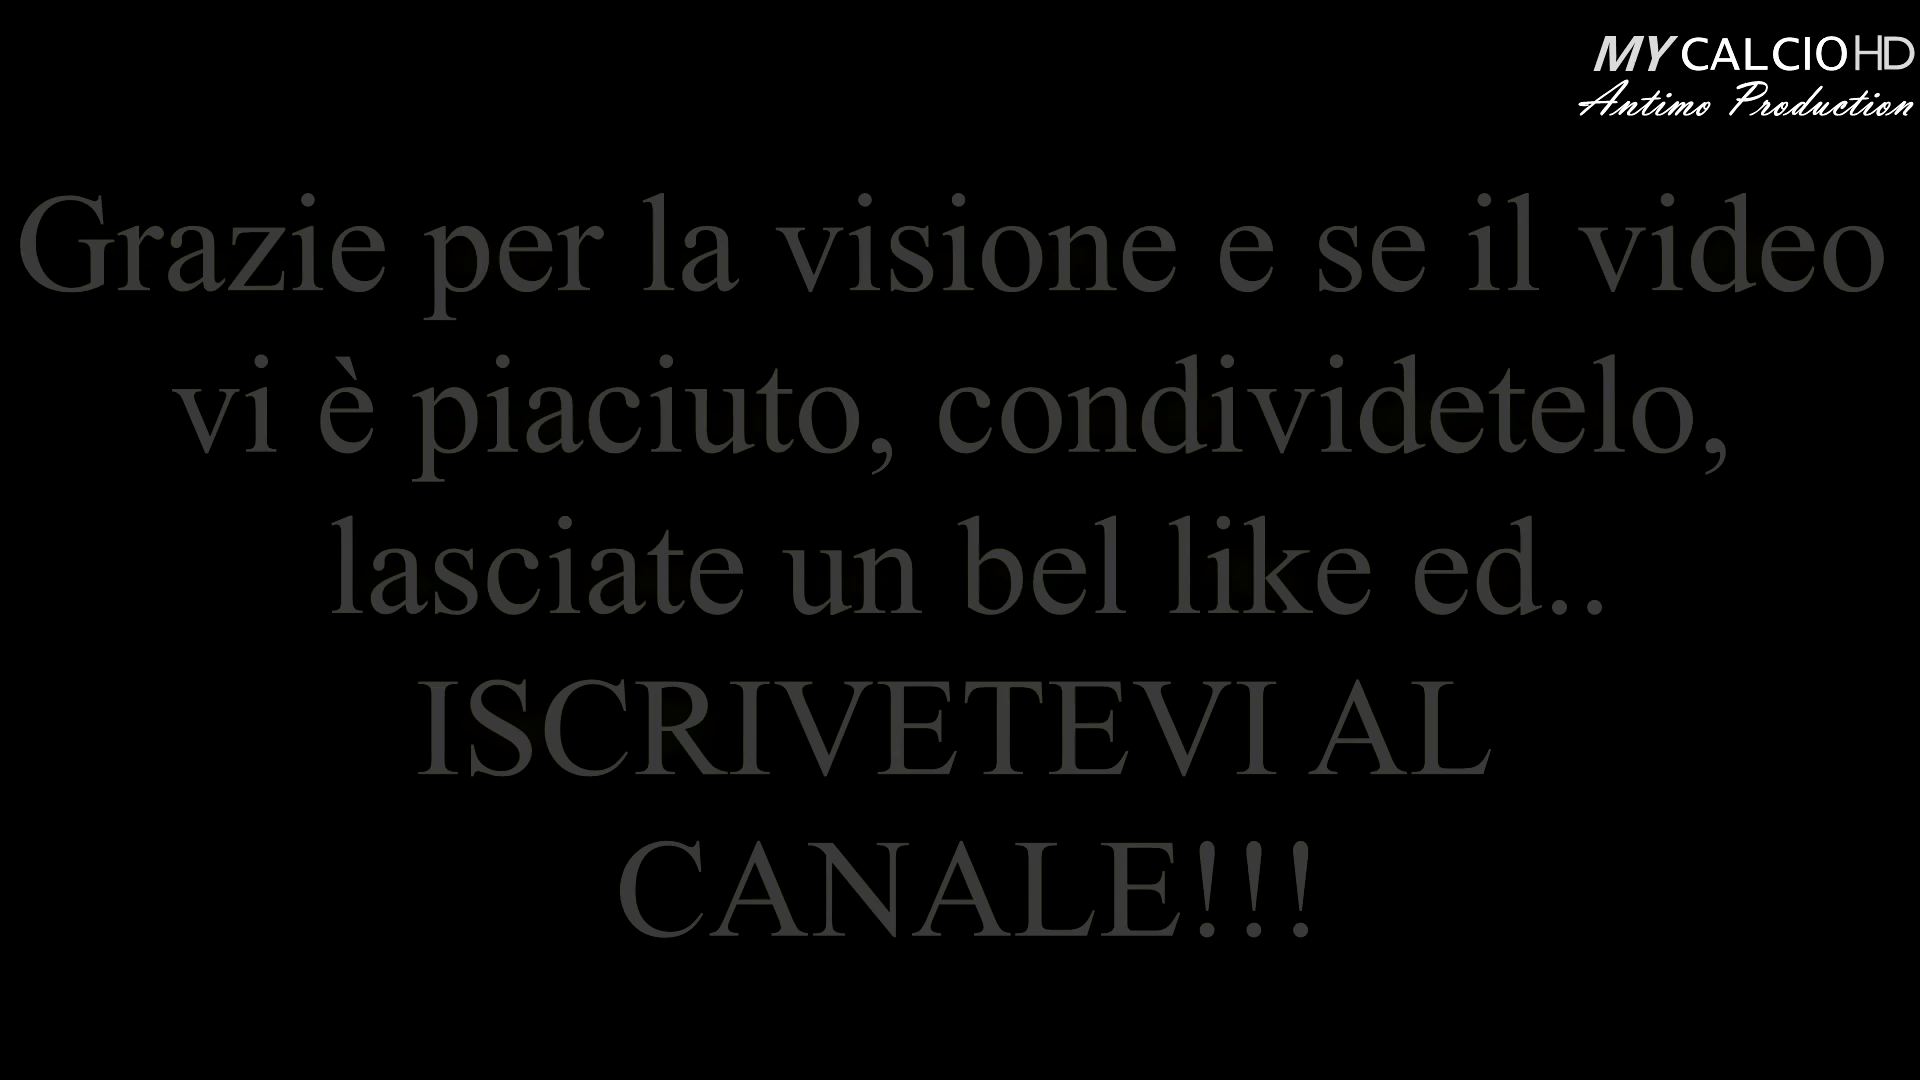 MY CALCIO HD
Antimo Production
Grazie per la visione e se il video
vi è piaciuto, condividetelo,
lasciate un bel like ed..
ISCRIVETEVI AL
CANALE!!!